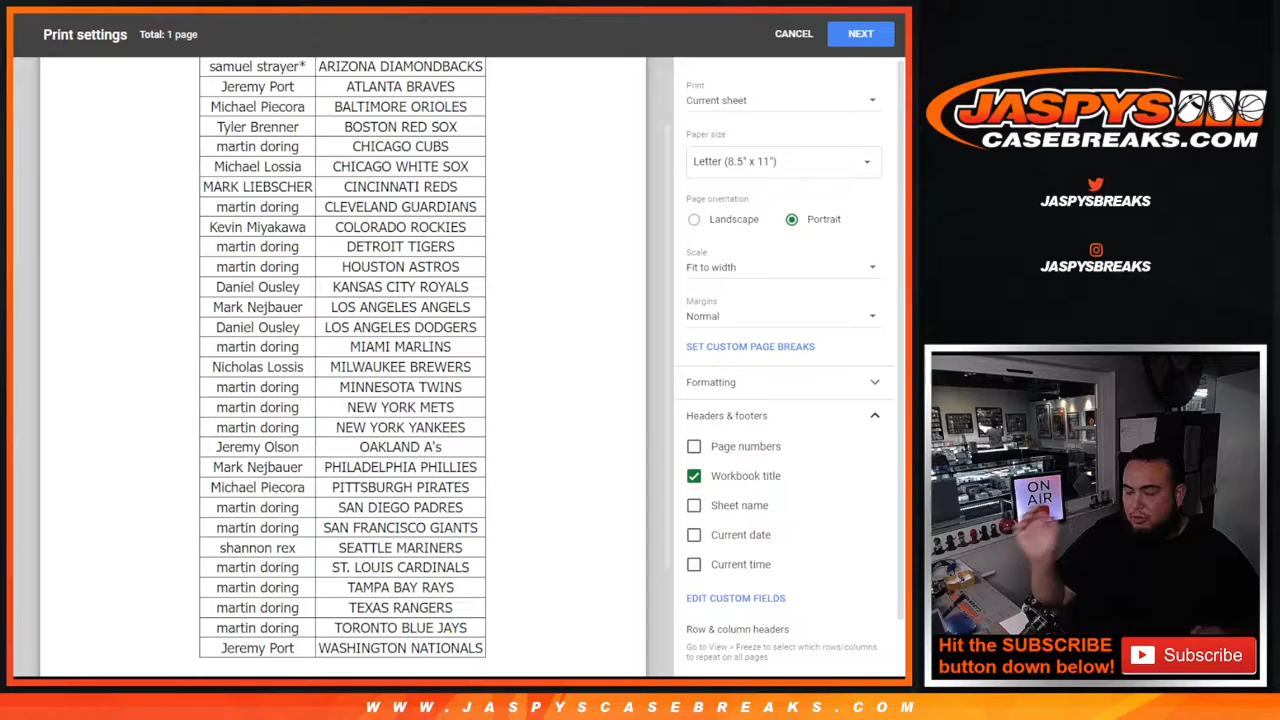 Print settings Total: 1 page CANCEL NEXT
samuel strayer* ARIZONA DIAMONDBACKS
Jeremy Port ATLANTA BRAVES
Michael Piecora BALTIMORE ORIOLES
Tyler Brenner BOSTON RED SOX
martin doring CHICAGO CUBS
Michael Lossia CHICAGO WHITE SOX
MARK LIEBSCHER CINCINNATI REDS
martin doring CLEVELAND GUARDIANS
Kevin Miyakawa COLORADO ROCKIES
martin doring DETROIT TIGERS
martin doring HOUSTON ASTROS
Daniel Ousley KANSAS CITY ROYALS
Mark Nejbauer LOS ANGELES ANGELS
Daniel Ousley LOS ANGELES DODGERS
martin doring MIAMI MARLINS
Nicholas Lossis MILWAUKEE BREWERS
martin doring MINNESOTA TWINS
martin doring NEW YORK METS
martin doring NEW YORK YANKEES
Jeremy Olson OAKLAND A's
Mark Nejbauer PHILADELPHIA PHILLIES
Michael Piecora PITTSBURGH PIRATES
martin doring SAN DIEGO PADRES
martin doring SAN FRANCISCO GIANTS
shannon rex SEATTLE MARINERS
martin doring ST. LOUIS CARDINALS
martin doring TAMPA BAY RAYS
martin doring TEXAS RANGERS
martin doring TORONTO BLUE JAYS
Jeremy Port WASHINGTON NATIONALS
Print
Current sheet
Paper size
Letter (8.5" x 11")
Page orientation
Landscape Portrait
Scale
Fit to width
Margins
Normal
SET CUSTOM PAGE BREAKS
Formatting
Headers & footers
Page numbers
Workbook title
Sheet name
Current date
Current time
EDIT CUSTOM FIELDS
Row & column headers
Go to View > Freeze to select which rows/columns
to repeat on all pages
JASPYS
CASEBREAKS.COM
JASPYSBREAKS
JASPYSBREAKS
ON
AIR
Hit the SUBSCRIBE
button down below!
Subscribe
WWW.JASPYSCASEBREAKS.COM